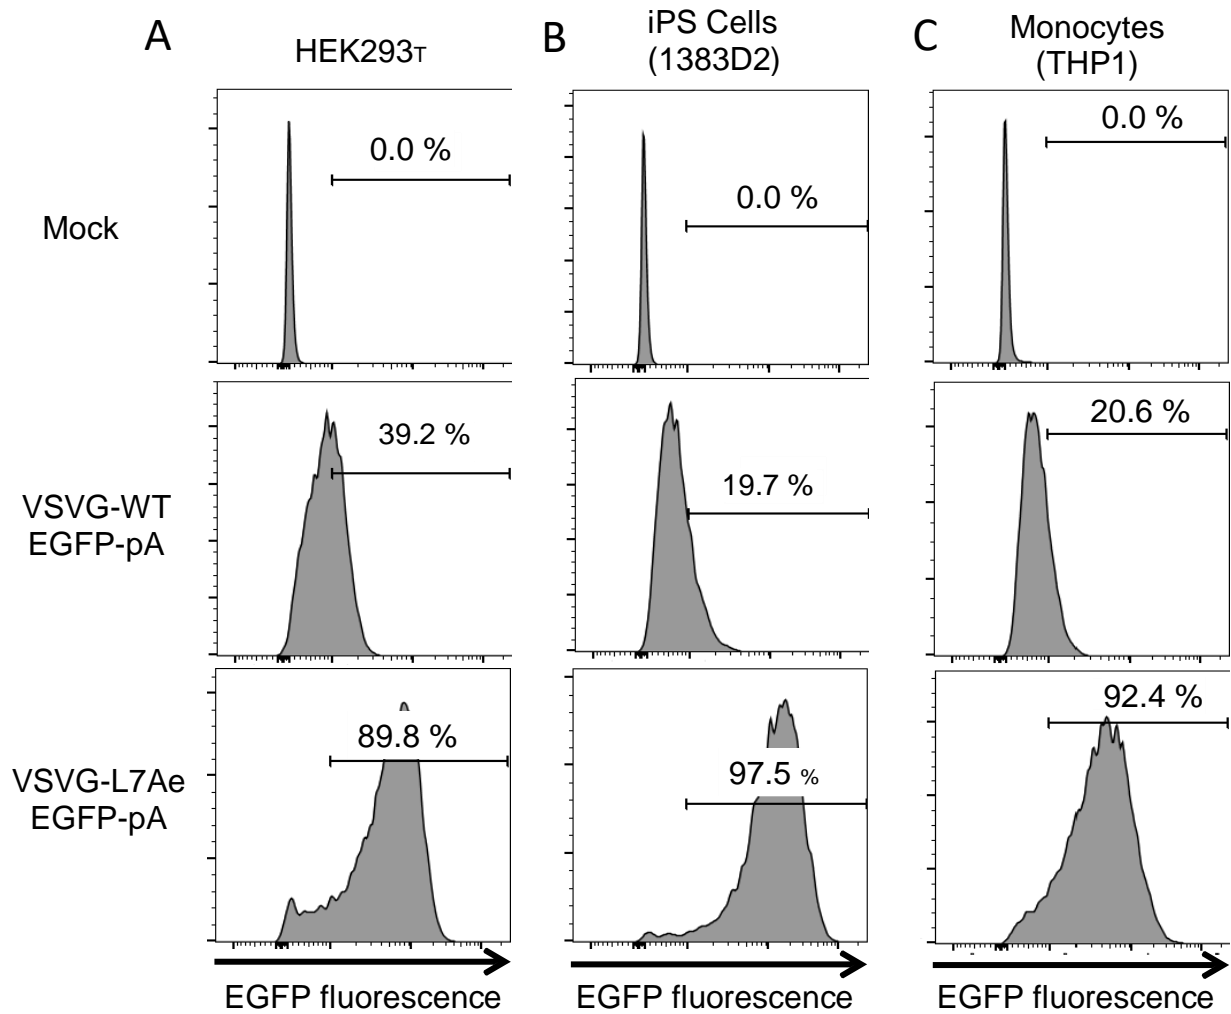 A
HEK293T
B
iPS Cells
(1383D2)
C
Monocytes
(THP1)
Mock
0.0 %
0.0 %
0.0 %
VSVG-WT
EGFP-pA
39.2 %
19.7 %
20.6 %
VSVG-L7Ae
EGFP-pA
89.8 %
97.5 %
92.4 %
EGFP fluorescence
EGFP fluorescence
EGFP fluorescence